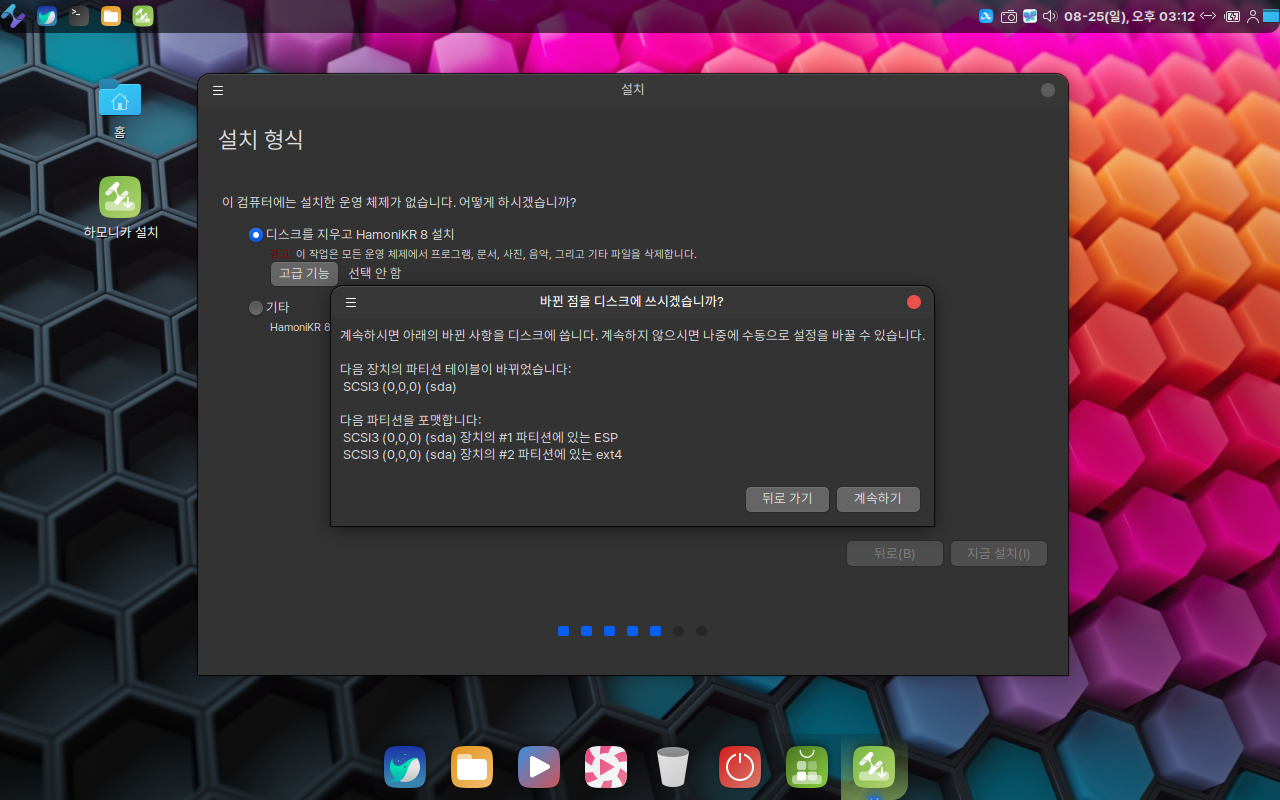 08-25(일), 오후 03:12
홈
하모니카 설치
설치
설치 형식
이 컴퓨터에는 설치한 운영 체제가 없습니다. 어떻게 하시겠습니까?
디스크를 지우고 HamoniKR 8 설치
경고: 이 작업은 모든 운영 체제에서 프로그램, 문서, 사진, 음악, 그리고 기타 파일을 삭제합니다.
고급 기능 선택 안 함
기타
HamoniKR 8
바뀐 점을 디스크에 쓰시겠습니까?
계속하시면 아래의 바뀐 사항을 디스크에 씁니다. 계속하지 않으시면 나중에 수동으로 설정을 바꿀 수 있습니다.
다음 장치의 파티션 테이블이 바뀌었습니다:
SCSI3 (0,0,0) (sda)
다음 파티션을 포맷합니다:
SCSI3 (0,0,0) (sda) 장치의 #1 파티션에 있는 ESP
SCSI3 (0,0,0) (sda) 장치의 #2 파티션에 있는 ext4
뒤로 가기 계속하기
뒤로(B) 지금 설치(I)